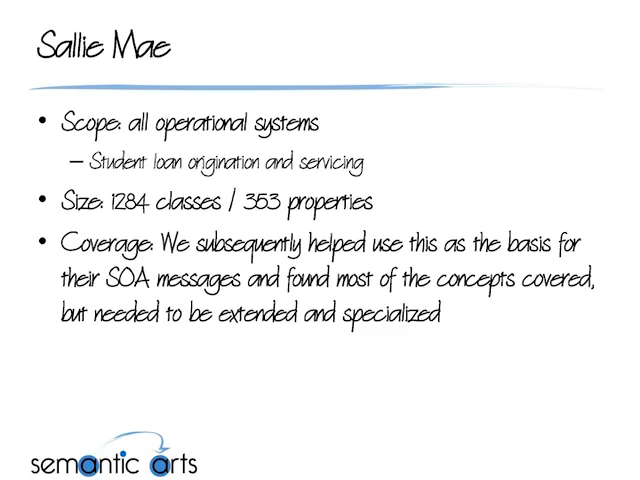 Sallie Mae
• Scope: all operational systems
– Student loan origination and servicing
• Size: 1284 classes / 353 properties
• Coverage: We subsequently helped use this as the basis for
their SOA messages and found most of the concepts covered,
but needed to be extended and specialized
semantic arts